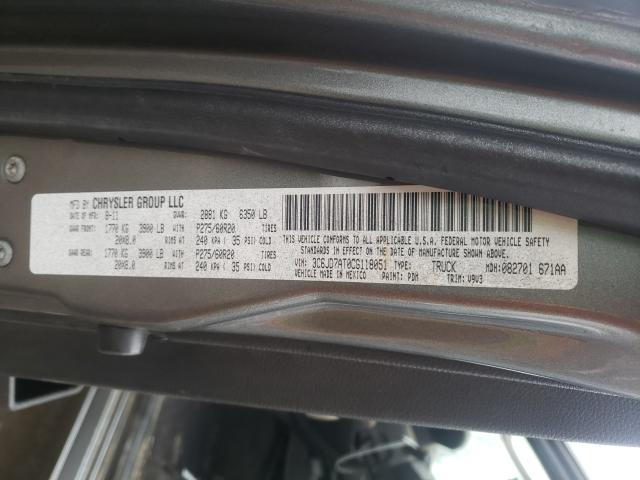 MFD BY CHRYSLER GROUP LLC
DATE OF MFR: 8-11 GVWR: 2881 KG 6350 LB
GAWR FRONT: 1770 KG 3900 LB P275/60R20 TIRES
20X8.0 RIMS AT 240 KPA ( 35 PSI) COLD
GAWR REAR: 1770 KG 3900 LB P275/60R20 TIRES
20X8.0 RIMS AT 240 KPA ( 35 PSI) COLD
THIS VEHICLE CONFORMS TO ALL APPLICABLE U.S.A. FEDERAL MOTOR VEHICLE SAFETY
STANDARDS IN EFFECT ON THE DATE OF MANUFACTURE SHOWN ABOVE.
VIN: 3C6JD7AT0CG118051 TYPE: TRUCK MDH: 082701 671AA
VEHICLE MADE IN MEXICO PAINT: PDM TRIM: V9V3